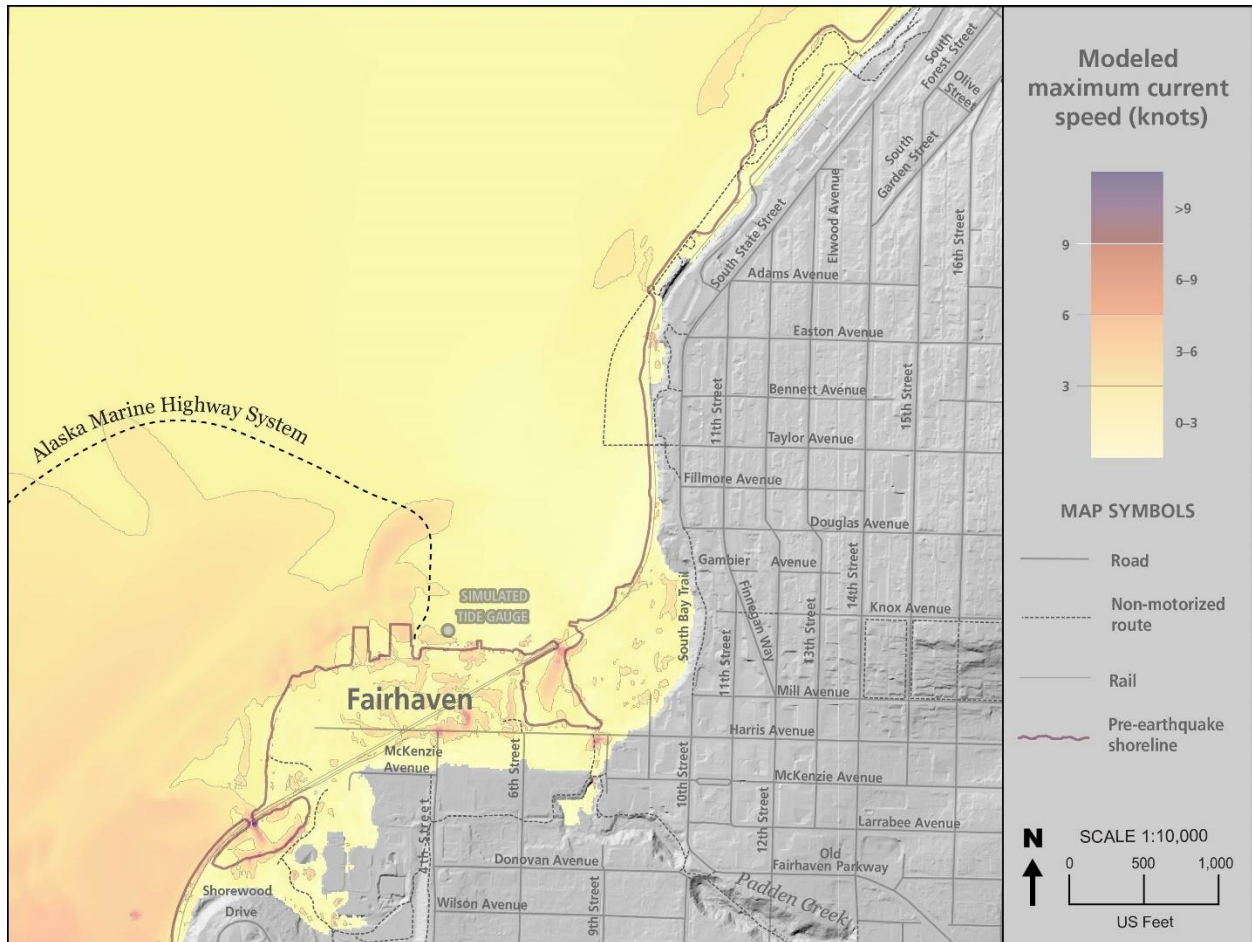 South
Forest Street
Olive
Street
South
Garden Street
16th Street
Elwood Avenue
South State Street
Adams Avenue
Easton Avenue
15th Street
Bennett Avenue
11th Street
Taylor Avenue
Fillmore Avenue
Douglas Avenue
Gambier Avenue
14th Street
Finnegan Way
13th Street
Knox Avenue
South Bay Trail
11th Street
Mill Avenue
Harris Avenue
Alaska Marine Highway System
SIMULATED
TIDE GAUGE
Fairhaven
McKenzie
Avenue
6th Street
10th Street
McKenzie Avenue
4th Street
12th Street
Larrabee Avenue
Donovan Avenue
Old
Fairhaven Parkway
Padden Creek
Shorewood
Drive
Wilson Avenue
9th Street
Modeled
maximum current
speed (knots)
>9
9
6–9
6
3–6
3
0–3
MAP SYMBOLS
Road
Non-motorized
route
Rail
Pre-earthquake
shoreline
N
SCALE 1:10,000
0 500 1,000
US Feet